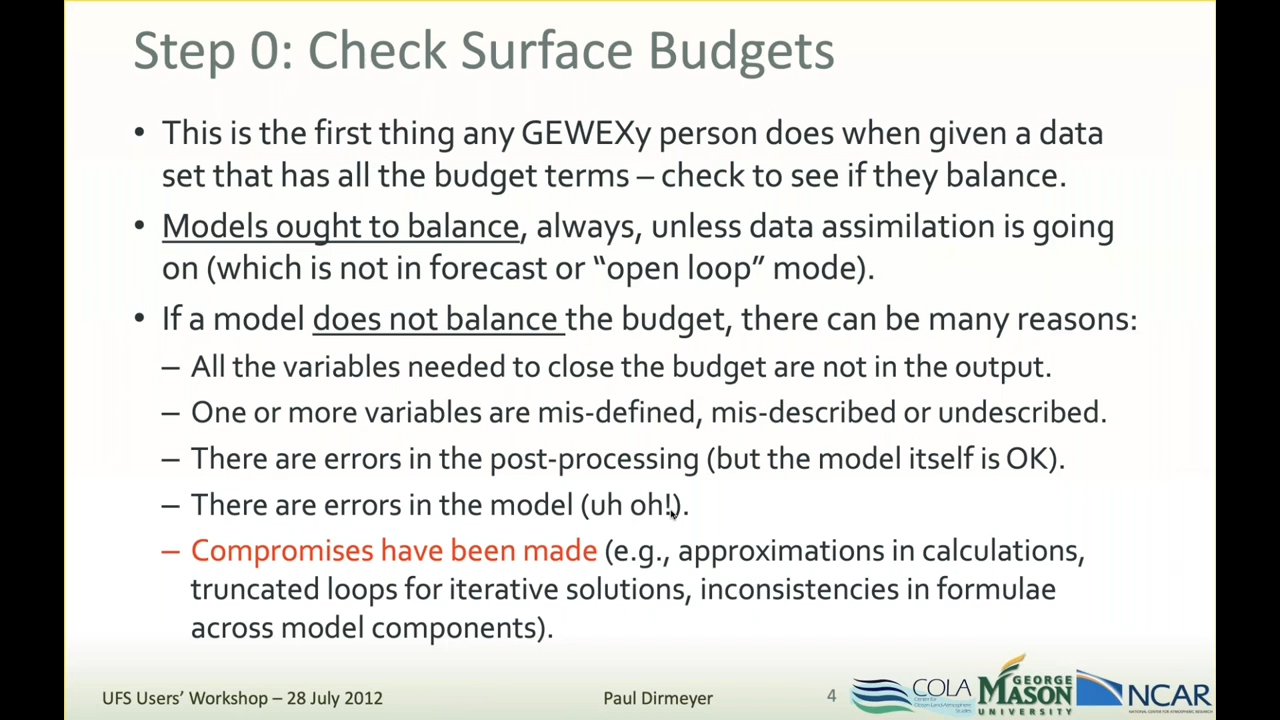 Step 0: Check Surface Budgets
• This is the first thing any GEWEXy person does when given a data
set that has all the budget terms – check to see if they balance.
• Models ought to balance, always, unless data assimilation is going
on (which is not in forecast or “open loop” mode).
• If a model does not balance the budget, there can be many reasons:
– All the variables needed to close the budget are not in the output.
– One or more variables are mis-defined, mis-described or undescribed.
– There are errors in the post-processing (but the model itself is OK).
– There are errors in the model (uh oh!).
– Compromises have been made (e.g., approximations in calculations,
truncated loops for iterative solutions, inconsistencies in formulae
across model components).
UFS Users’ Workshop – 28 July 2012
Paul Dirmeyer
4
COLA
GEORGE
MASON
UNIVERSITY
NCAR